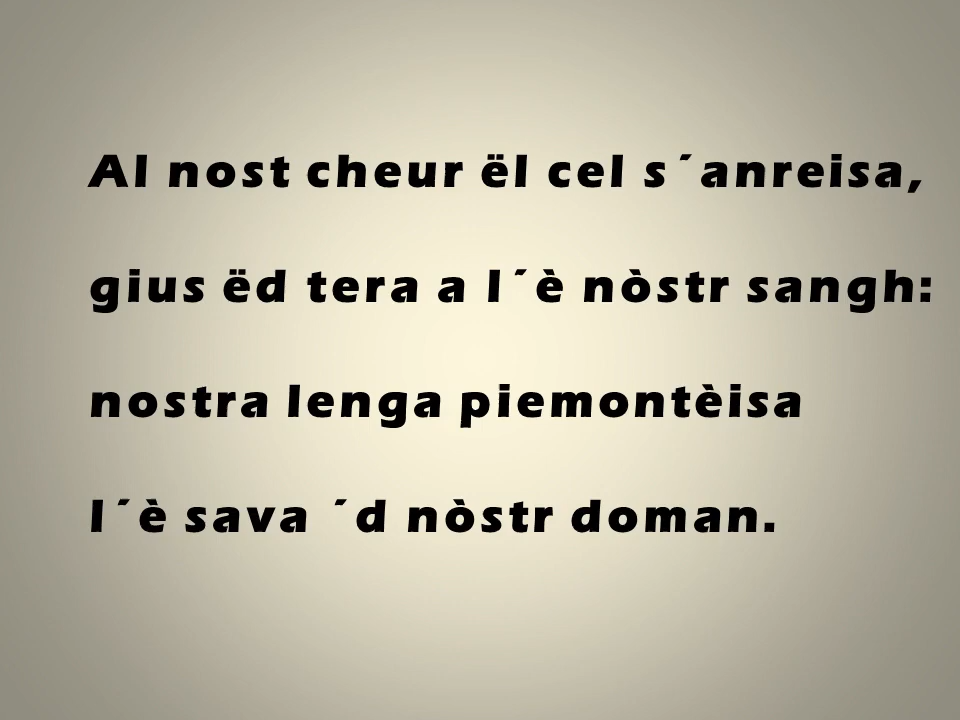 Al nost cheur ël cel s´anreisa,
gius ëd tera a l´è nòstr sangh:
nostra lenga piemontèisa
l´è sava ´d nòstr doman.